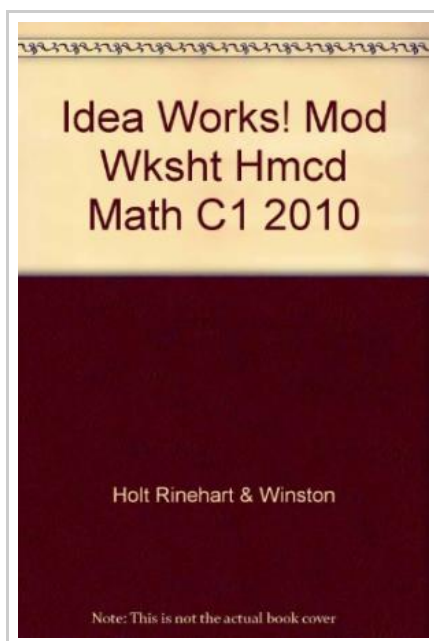 Idea Works! Mod
Wksht Hmcd
Math C1 2010
Holt Rinehart & Winston
Note: This is not the actual book cover